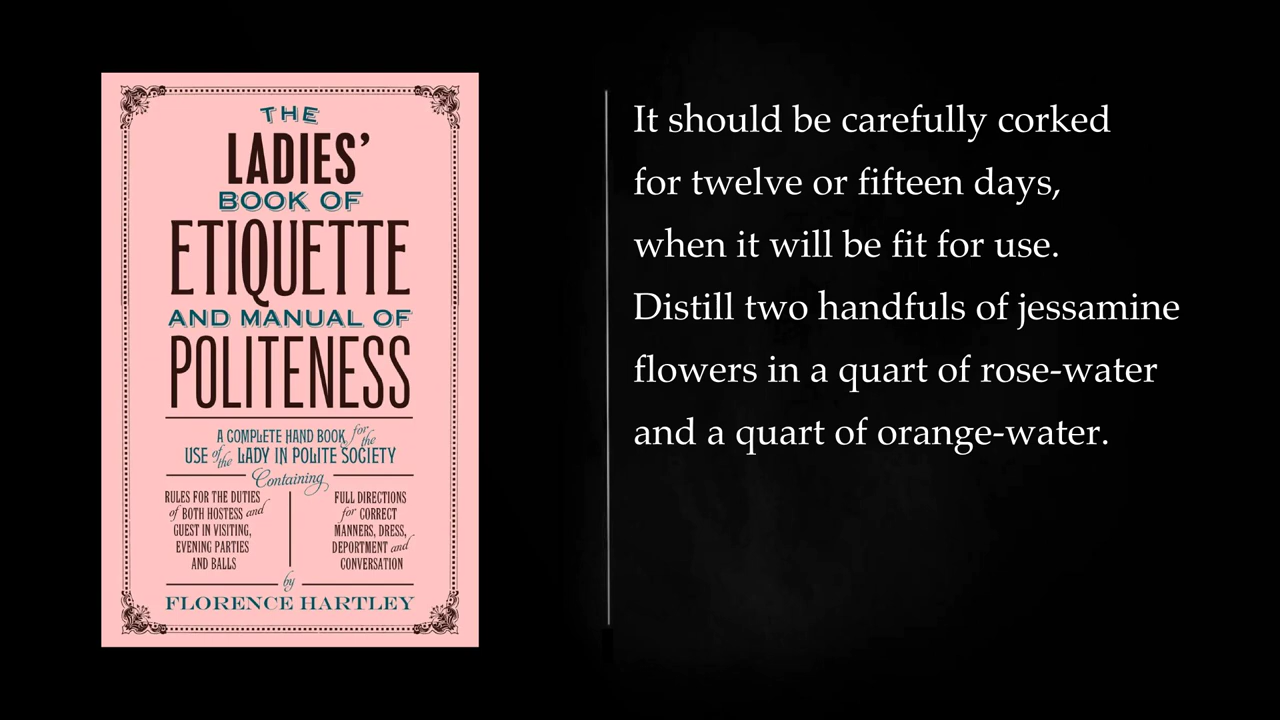 THE
LADIES'
BOOK OF
ETIQUETTE
AND MANUAL OF
POLITENESS
A COMPLETE HAND BOOK for the
USE of the LADY IN POLITE SOCIETY
Containing
RULES FOR THE DUTIES
of BOTH HOSTESS and
GUEST IN VISITING,
EVENING PARTIES
AND BALLS
FULL DIRECTIONS
for CORRECT
MANNERS, DRESS,
DEPORTMENT and
CONVERSATION
by
FLORENCE HARTLEY
It should be carefully corked
for twelve or fifteen days,
when it will be fit for use.
Distill two handfuls of jessamine
flowers in a quart of rose-water
and a quart of orange-water.